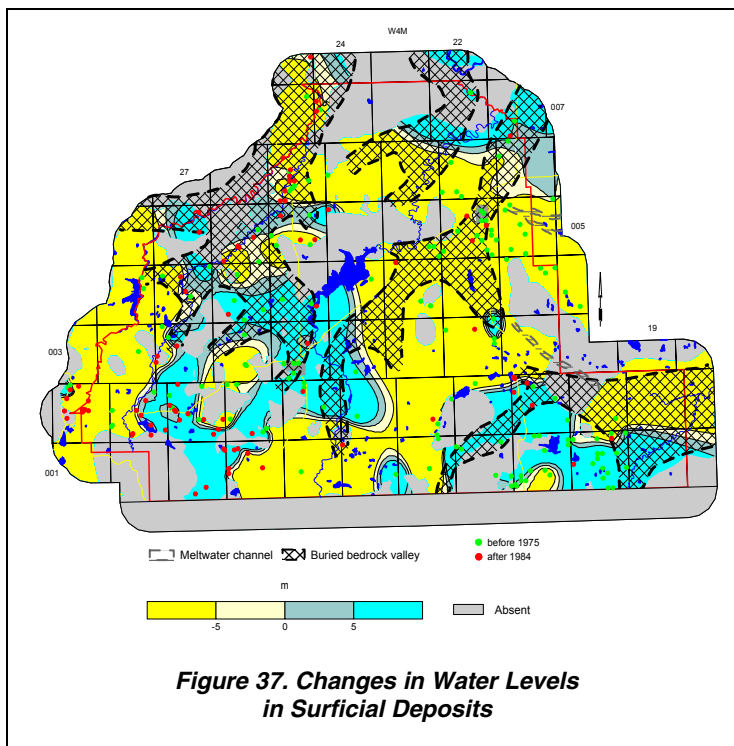 W4M
24
22
007
27
005
19
003
001
Meltwater channel
Buried bedrock valley
before 1975
after 1984
m
-5
0
5
Absent
Figure 37. Changes in Water Levels
in Surficial Deposits